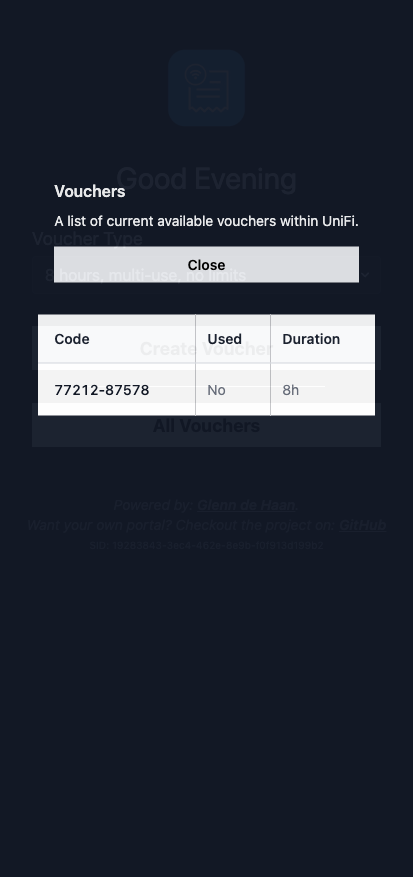 Good Evening
Vouchers
A list of current available vouchers within UniFi.
Voucher Type
Close
8 hours, multi-use, no limits
Code Used Duration
Create Voucher
77212-87578 No 8h
All Vouchers
Powered by: Glenn de Haan
Want your own portal? Checkout the project on: GitHub